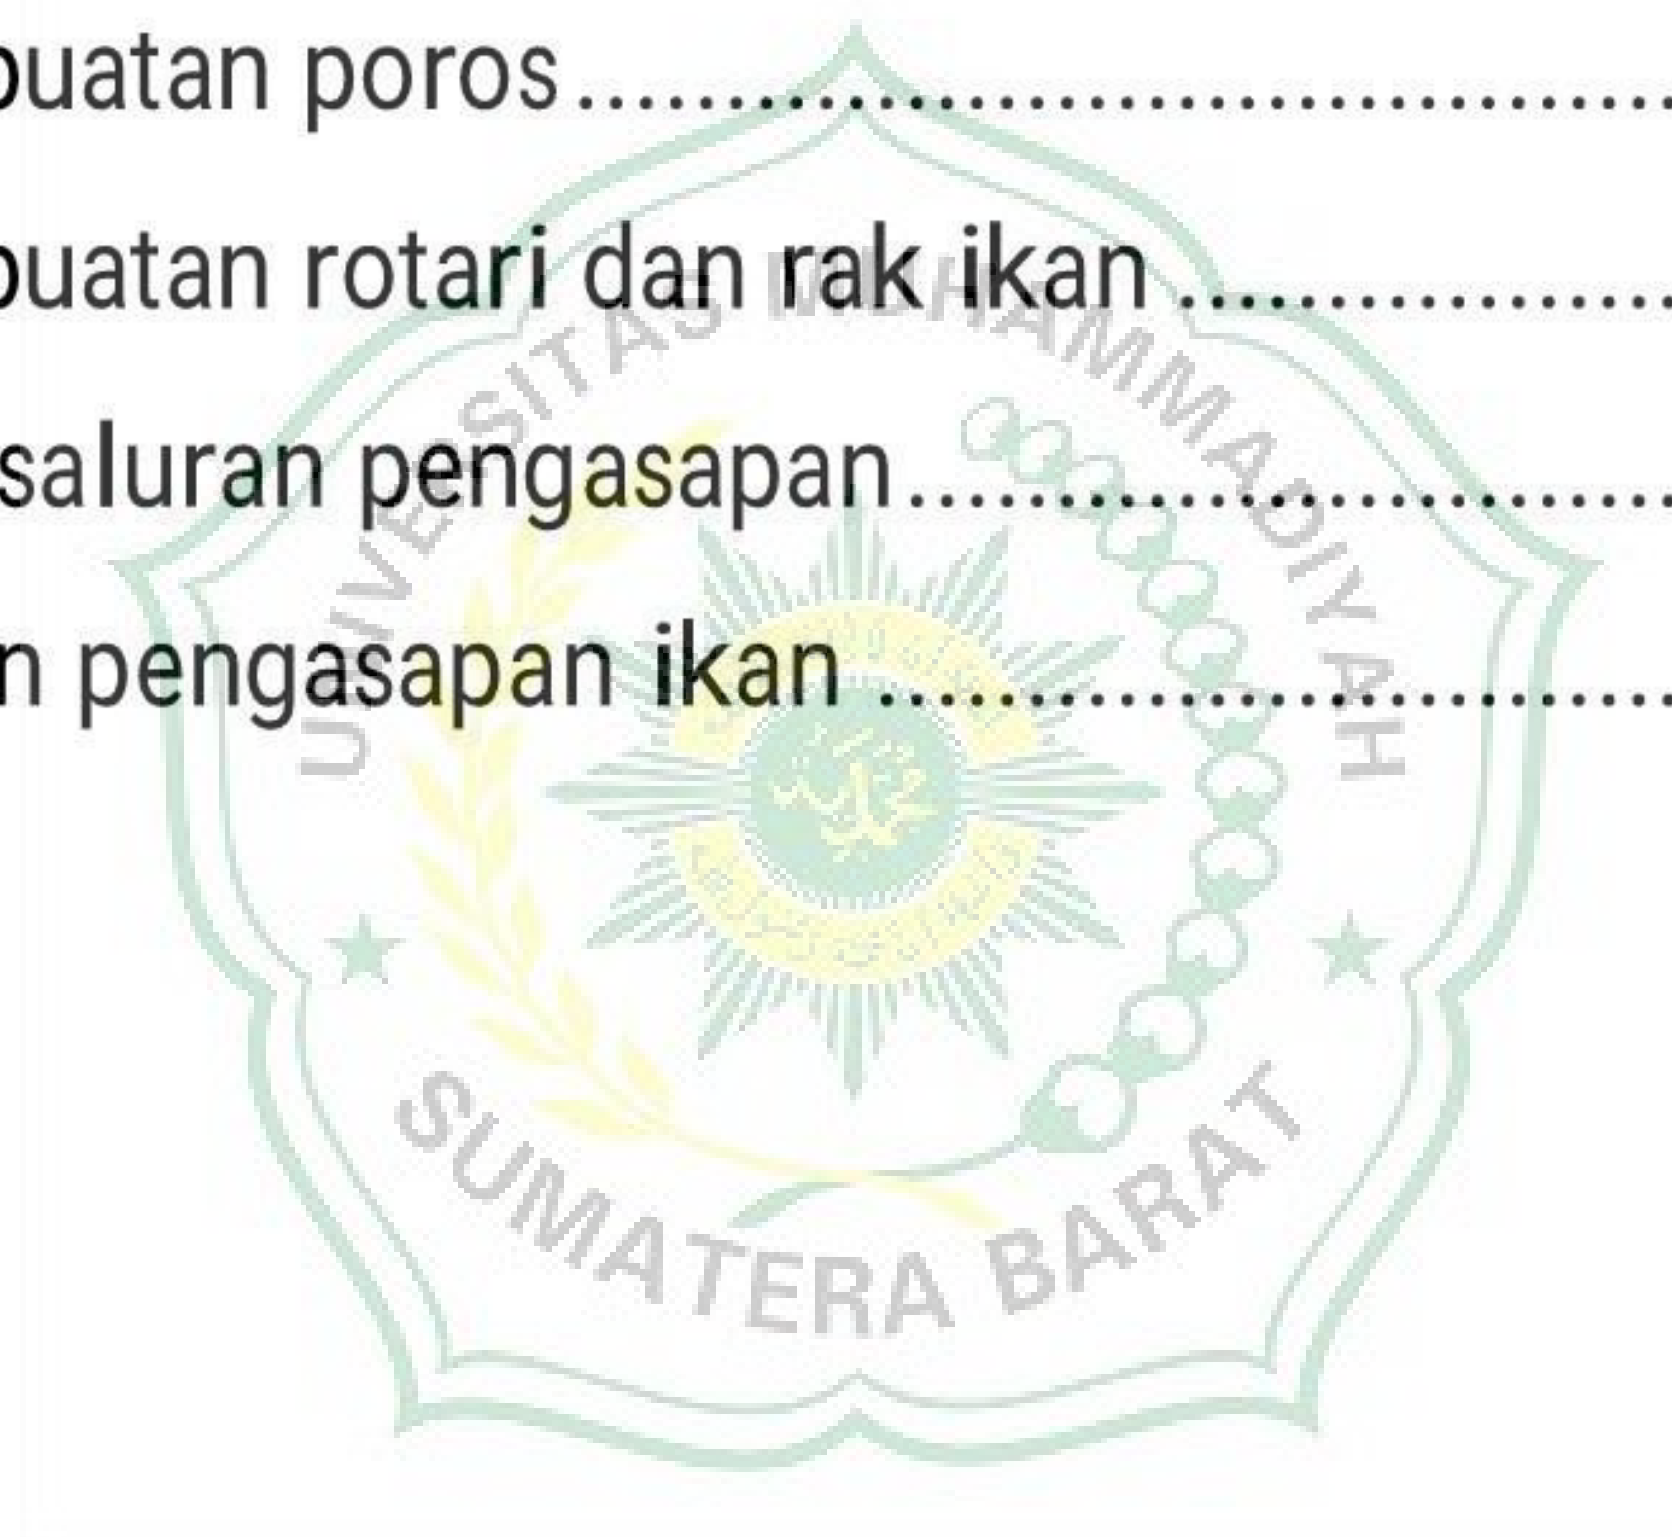 buatan poros ........................................
buatan rotari dan rak ikan .................
saluran pengasapan ..........................
n pengasapan ikan ...........................
UNIVERSITAS MUHAMMADIYAH
SUMATERA BARAT